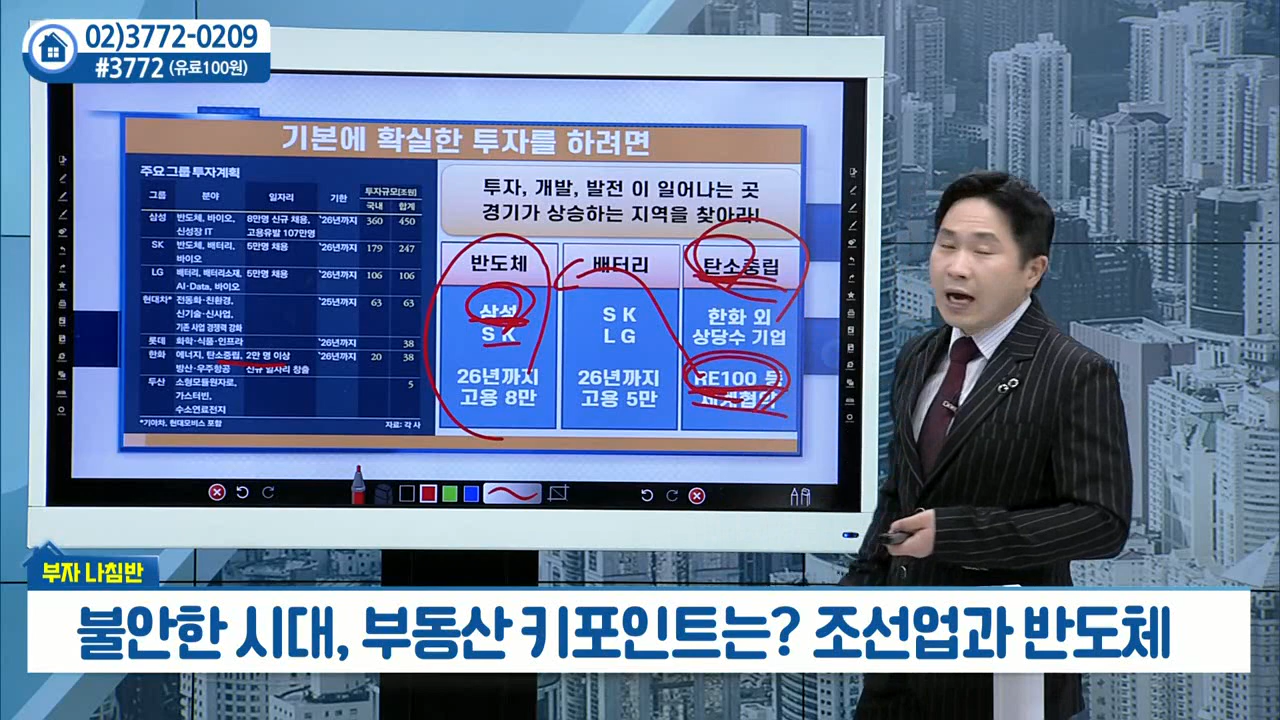 02)3772-0209
#3772 (유료100원)
기본에 확실한 투자를 하려면
주요 그룹 투자계획
그룹 분야 일자리 기한 투자규모[조원]
국내 합계
삼성 반도체, 바이오, 신성장 IT 8만명 신규 채용, 고용유발 107만명 '26년까지 360 450
SK 반도체, 배터리, 바이오 5만명 채용 '26년까지 179 247
LG 배터리, 배터리소재, AI·Data, 바이오 5만명 채용 '26년까지 106 106
현대차* 전동화·친환경, 신기술·신사업, 기존 사업 경쟁력 강화 '25년까지 63 63
롯데 화학·식품·인프라 '26년까지 38
한화 에너지, 탄소중립, 방산·우주항공 2만 명 이상 신규 일자리 창출 '26년까지 20 38
두산 소형모듈원자로, 가스터빈, 수소연료전지 5
*기아차, 현대모비스 포함
자료: 각 사
투자, 개발, 발전 이 일어나는 곳
경기가 상승하는 지역을 찾아라!
반도체 배터리 탄소중립
삼성
SK
26년까지
고용 8만
SK
LG
26년까지
고용 5만
한화 외
상당수 기업
RE100 등
부자 나침반
불안한 시대, 부동산 키포인트는? 조선업과 반도체